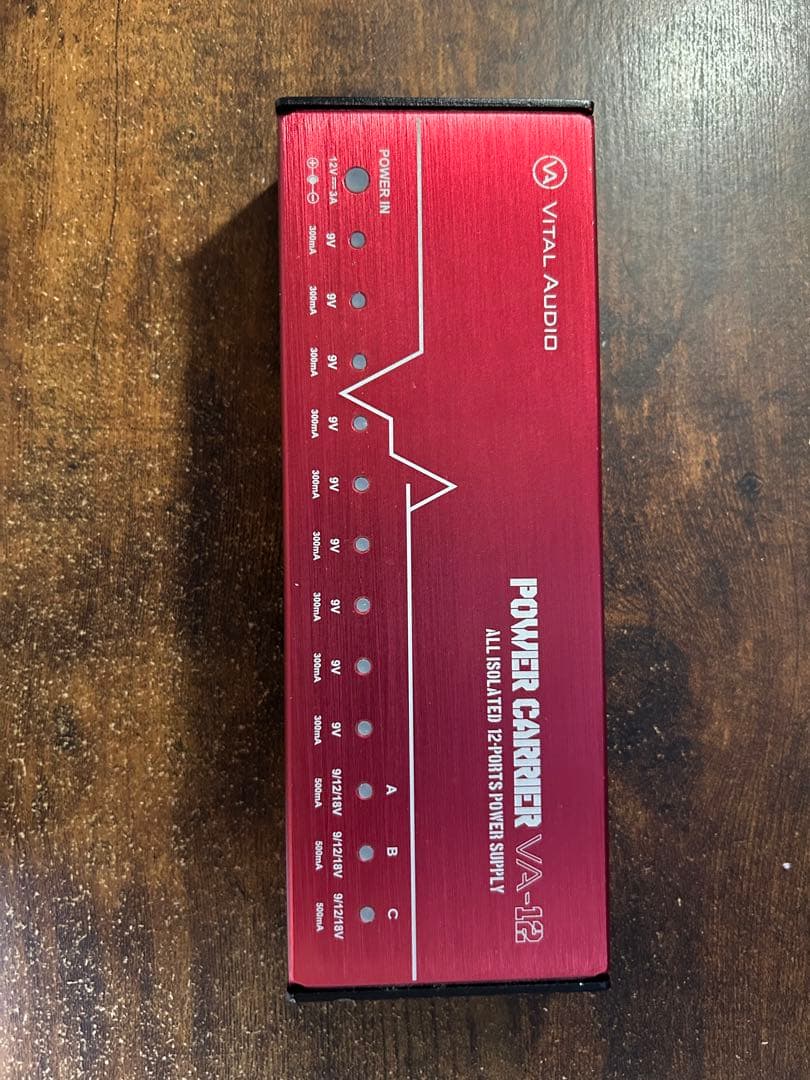 VA VITAL AUDIO
POWER CARRIER VA-12
ALL ISOLATED 12-PORTS POWER SUPPLY
POWER IN A B C
12V⎓3A 9V 9V 9V 9V 9V 9V 9V 9V 9V 9/12/18V 9/12/18V 9/12/18V
300mA 300mA 300mA 300mA 300mA 300mA 300mA 300mA 300mA 500mA 500mA 500mA